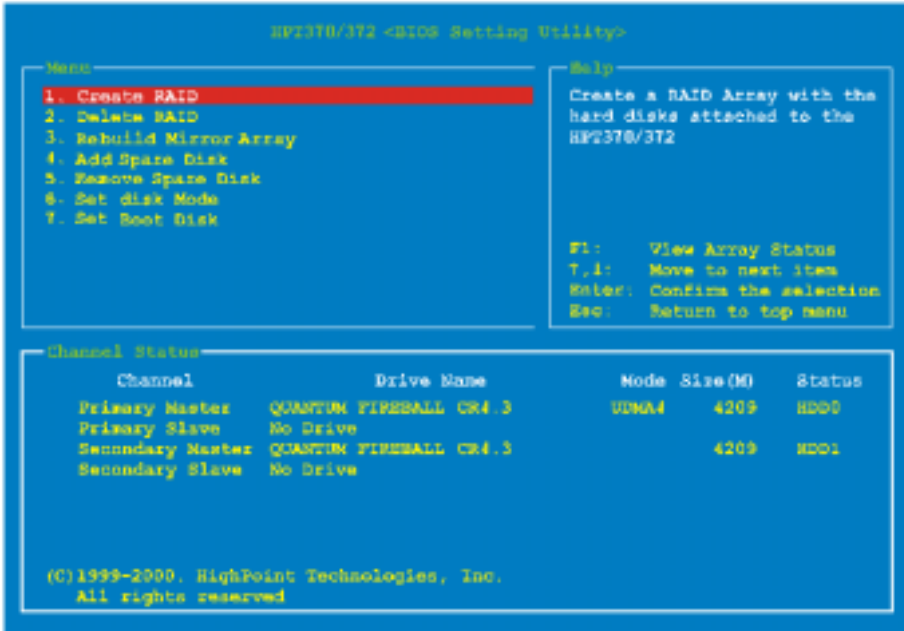 HPT370/372 <BIOS Setting Utility>
Menu
1. Create RAID
2. Delete RAID
3. Rebuild Mirror Array
4. Add Spare Disk
5. Remove Spare Disk
6. Set disk Mode
7. Set Boot Disk
Help
Create a RAID Array with the
hard disks attached to the
HPT370/372
F1: View Array Status
↑,↓: Move to next item
Enter: Confirm the selection
Esc: Return to top menu
Channel Status
Channel Drive Name Mode Size(M) Status
Primary Master QUANTUM FIREBALL CR4.3 UDMA4 4209 HDD0
Primary Slave No Drive
Secondary Master QUANTUM FIREBALL CR4.3 4209 HDD1
Secondary Slave No Drive
(C)1999-2000. HighPoint Technologies, Inc.
All rights reserved